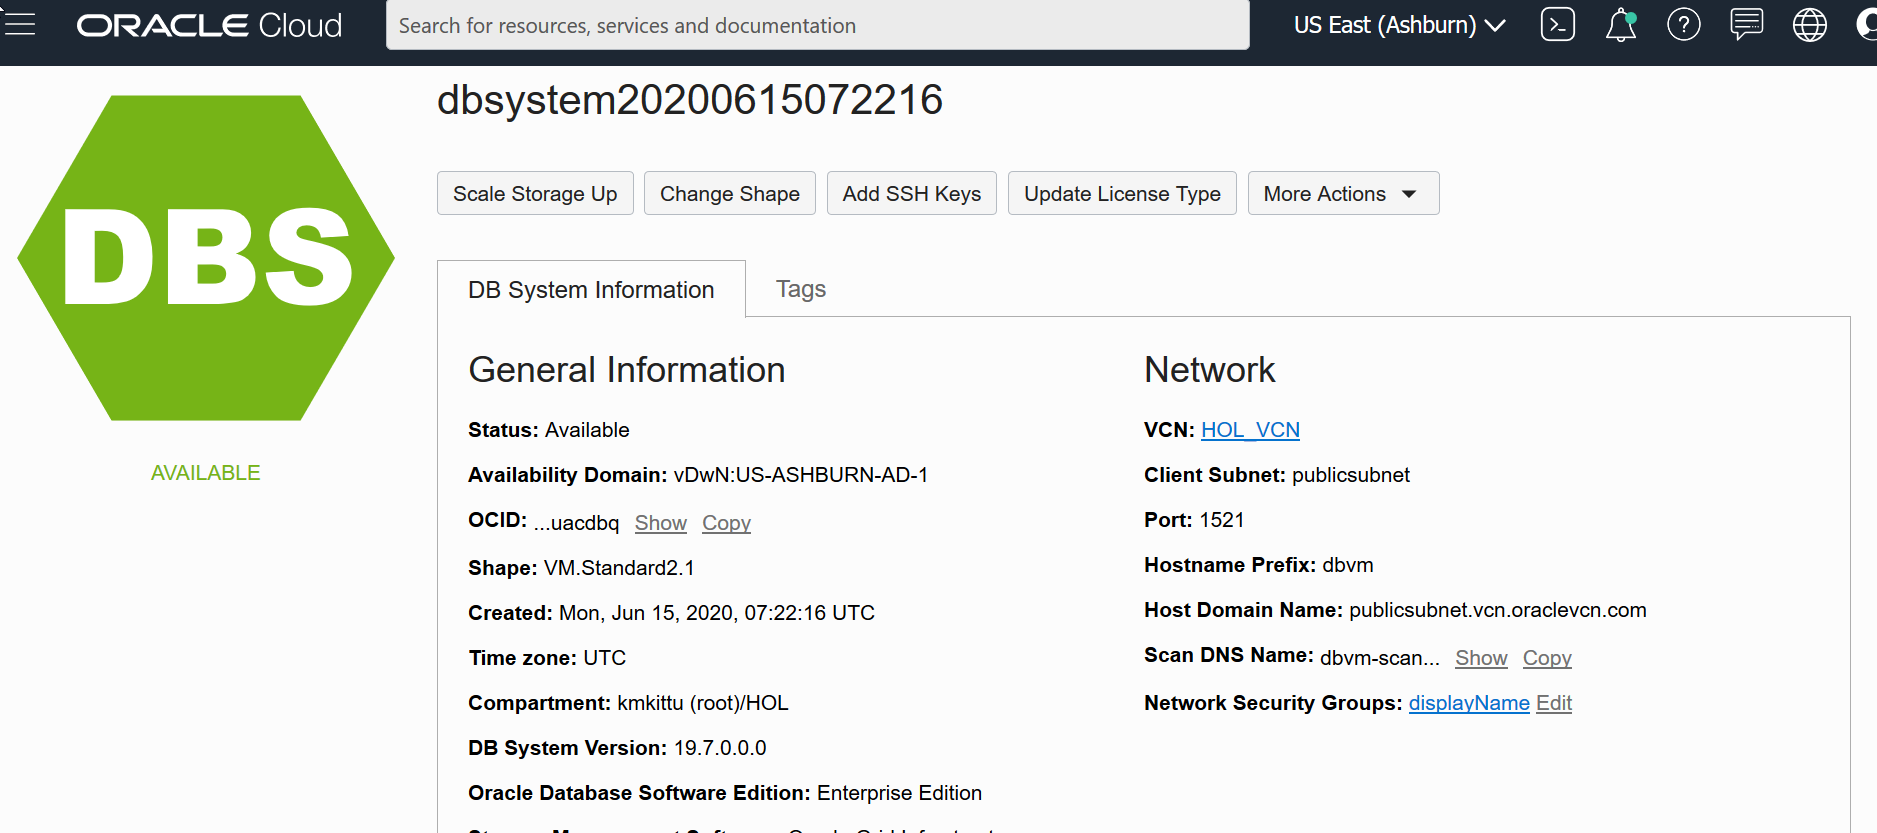 ORACLE Cloud
Search for resources, services and documentation
US East (Ashburn)
DBS
AVAILABLE
dbsystem20200615072216
Scale Storage Up
Change Shape
Add SSH Keys
Update License Type
More Actions
DB System Information
Tags
General Information
Status: Available
Availability Domain: vDwN:US-ASHBURN-AD-1
OCID: ...uacdbq Show Copy
Shape: VM.Standard2.1
Created: Mon, Jun 15, 2020, 07:22:16 UTC
Time zone: UTC
Compartment: kmkittu (root)/HOL
DB System Version: 19.7.0.0.0
Oracle Database Software Edition: Enterprise Edition
Network
VCN: HOL_VCN
Client Subnet: publicsubnet
Port: 1521
Hostname Prefix: dbvm
Host Domain Name: publicsubnet.vcn.oraclevcn.com
Scan DNS Name: dbvm-scan... Show Copy
Network Security Groups: displayName Edit